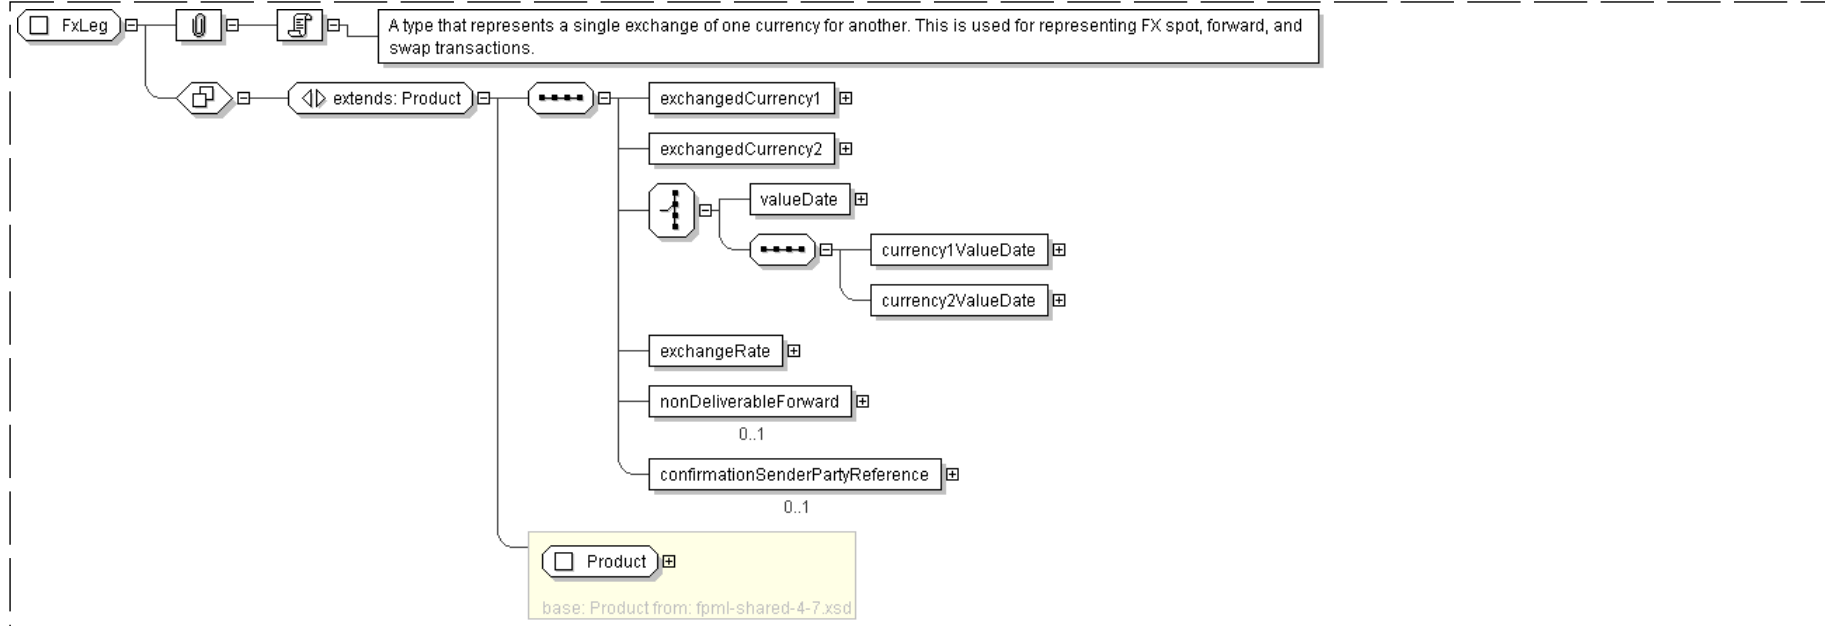 FxLeg
A type that represents a single exchange of one currency for another. This is used for representing FX spot, forward, and
swap transactions.
extends: Product
exchangedCurrency1
exchangedCurrency2
valueDate
currency1ValueDate
currency2ValueDate
exchangeRate
nonDeliverableForward
0..1
confirmationSenderPartyReference
0..1
Product
base: Product from: fpml-shared-4-7.xsd